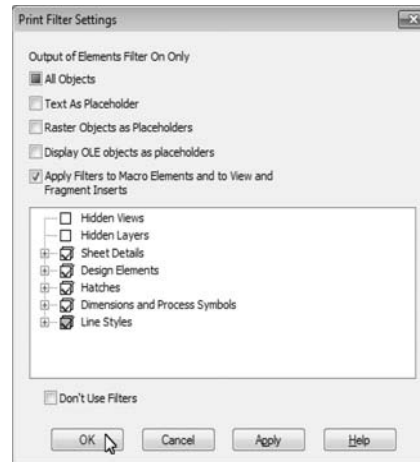 Print Filter Settings
Output of Elements Filter On Only
All Objects
Text As Placeholder
Raster Objects as Placeholders
Display OLE objects as placeholders
Apply Filters to Macro Elements and to View and
Fragment Inserts
Hidden Views
Hidden Layers
Sheet Details
Design Elements
Hatches
Dimensions and Process Symbols
Line Styles
Don't Use Filters
OK
Cancel
Apply
Help